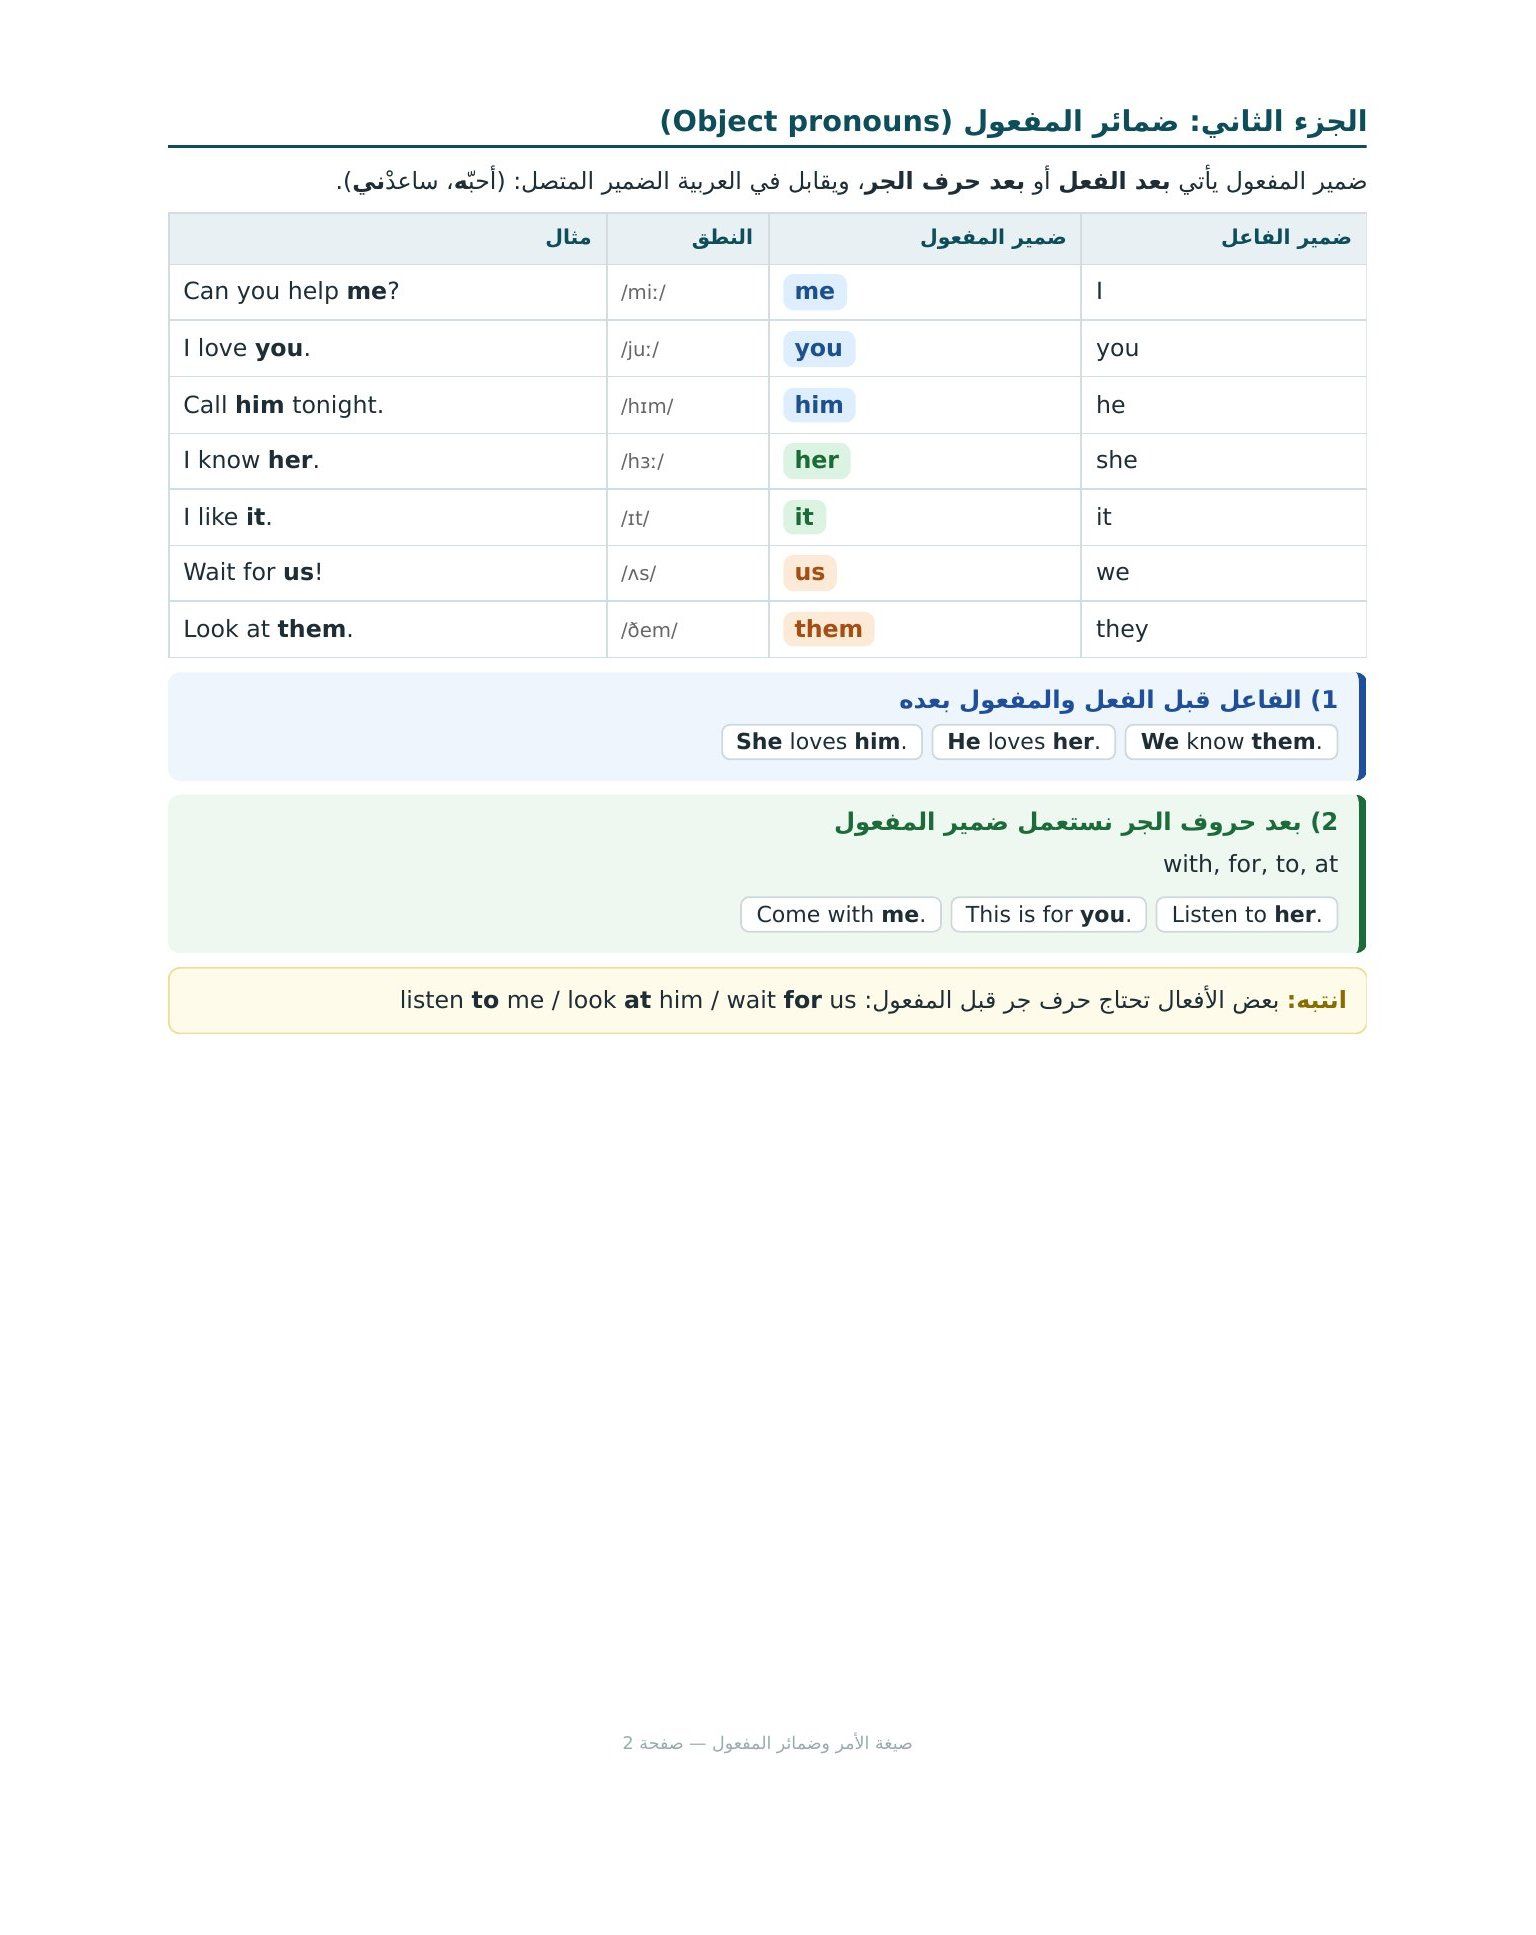 الجزء الثاني: ضمائر المفعول (Object pronouns)
ضمير المفعول يأتي بعد الفعل أو بعد حرف الجر، ويقابل في العربية الضمير المتصل: (أحبّه، ساعدْني).
ضمير الفاعل ضمير المفعول النطق مثال
I me /miː/ Can you help me?
you you /juː/ I love you.
he him /hɪm/ Call him tonight.
she her /hɜː/ I know her.
it it /ɪt/ I like it.
we us /ʌs/ Wait for us!
they them /ðem/ Look at them.
1) الفاعل قبل الفعل والمفعول بعده
We know them. He loves her. She loves him.
2) بعد حروف الجر نستعمل ضمير المفعول
with, for, to, at
Listen to her. This is for you. Come with me.
انتبه: بعض الأفعال تحتاج حرف جر قبل المفعول: listen to me / look at him / wait for us
صيغة الأمر وضمائر المفعول — صفحة 2